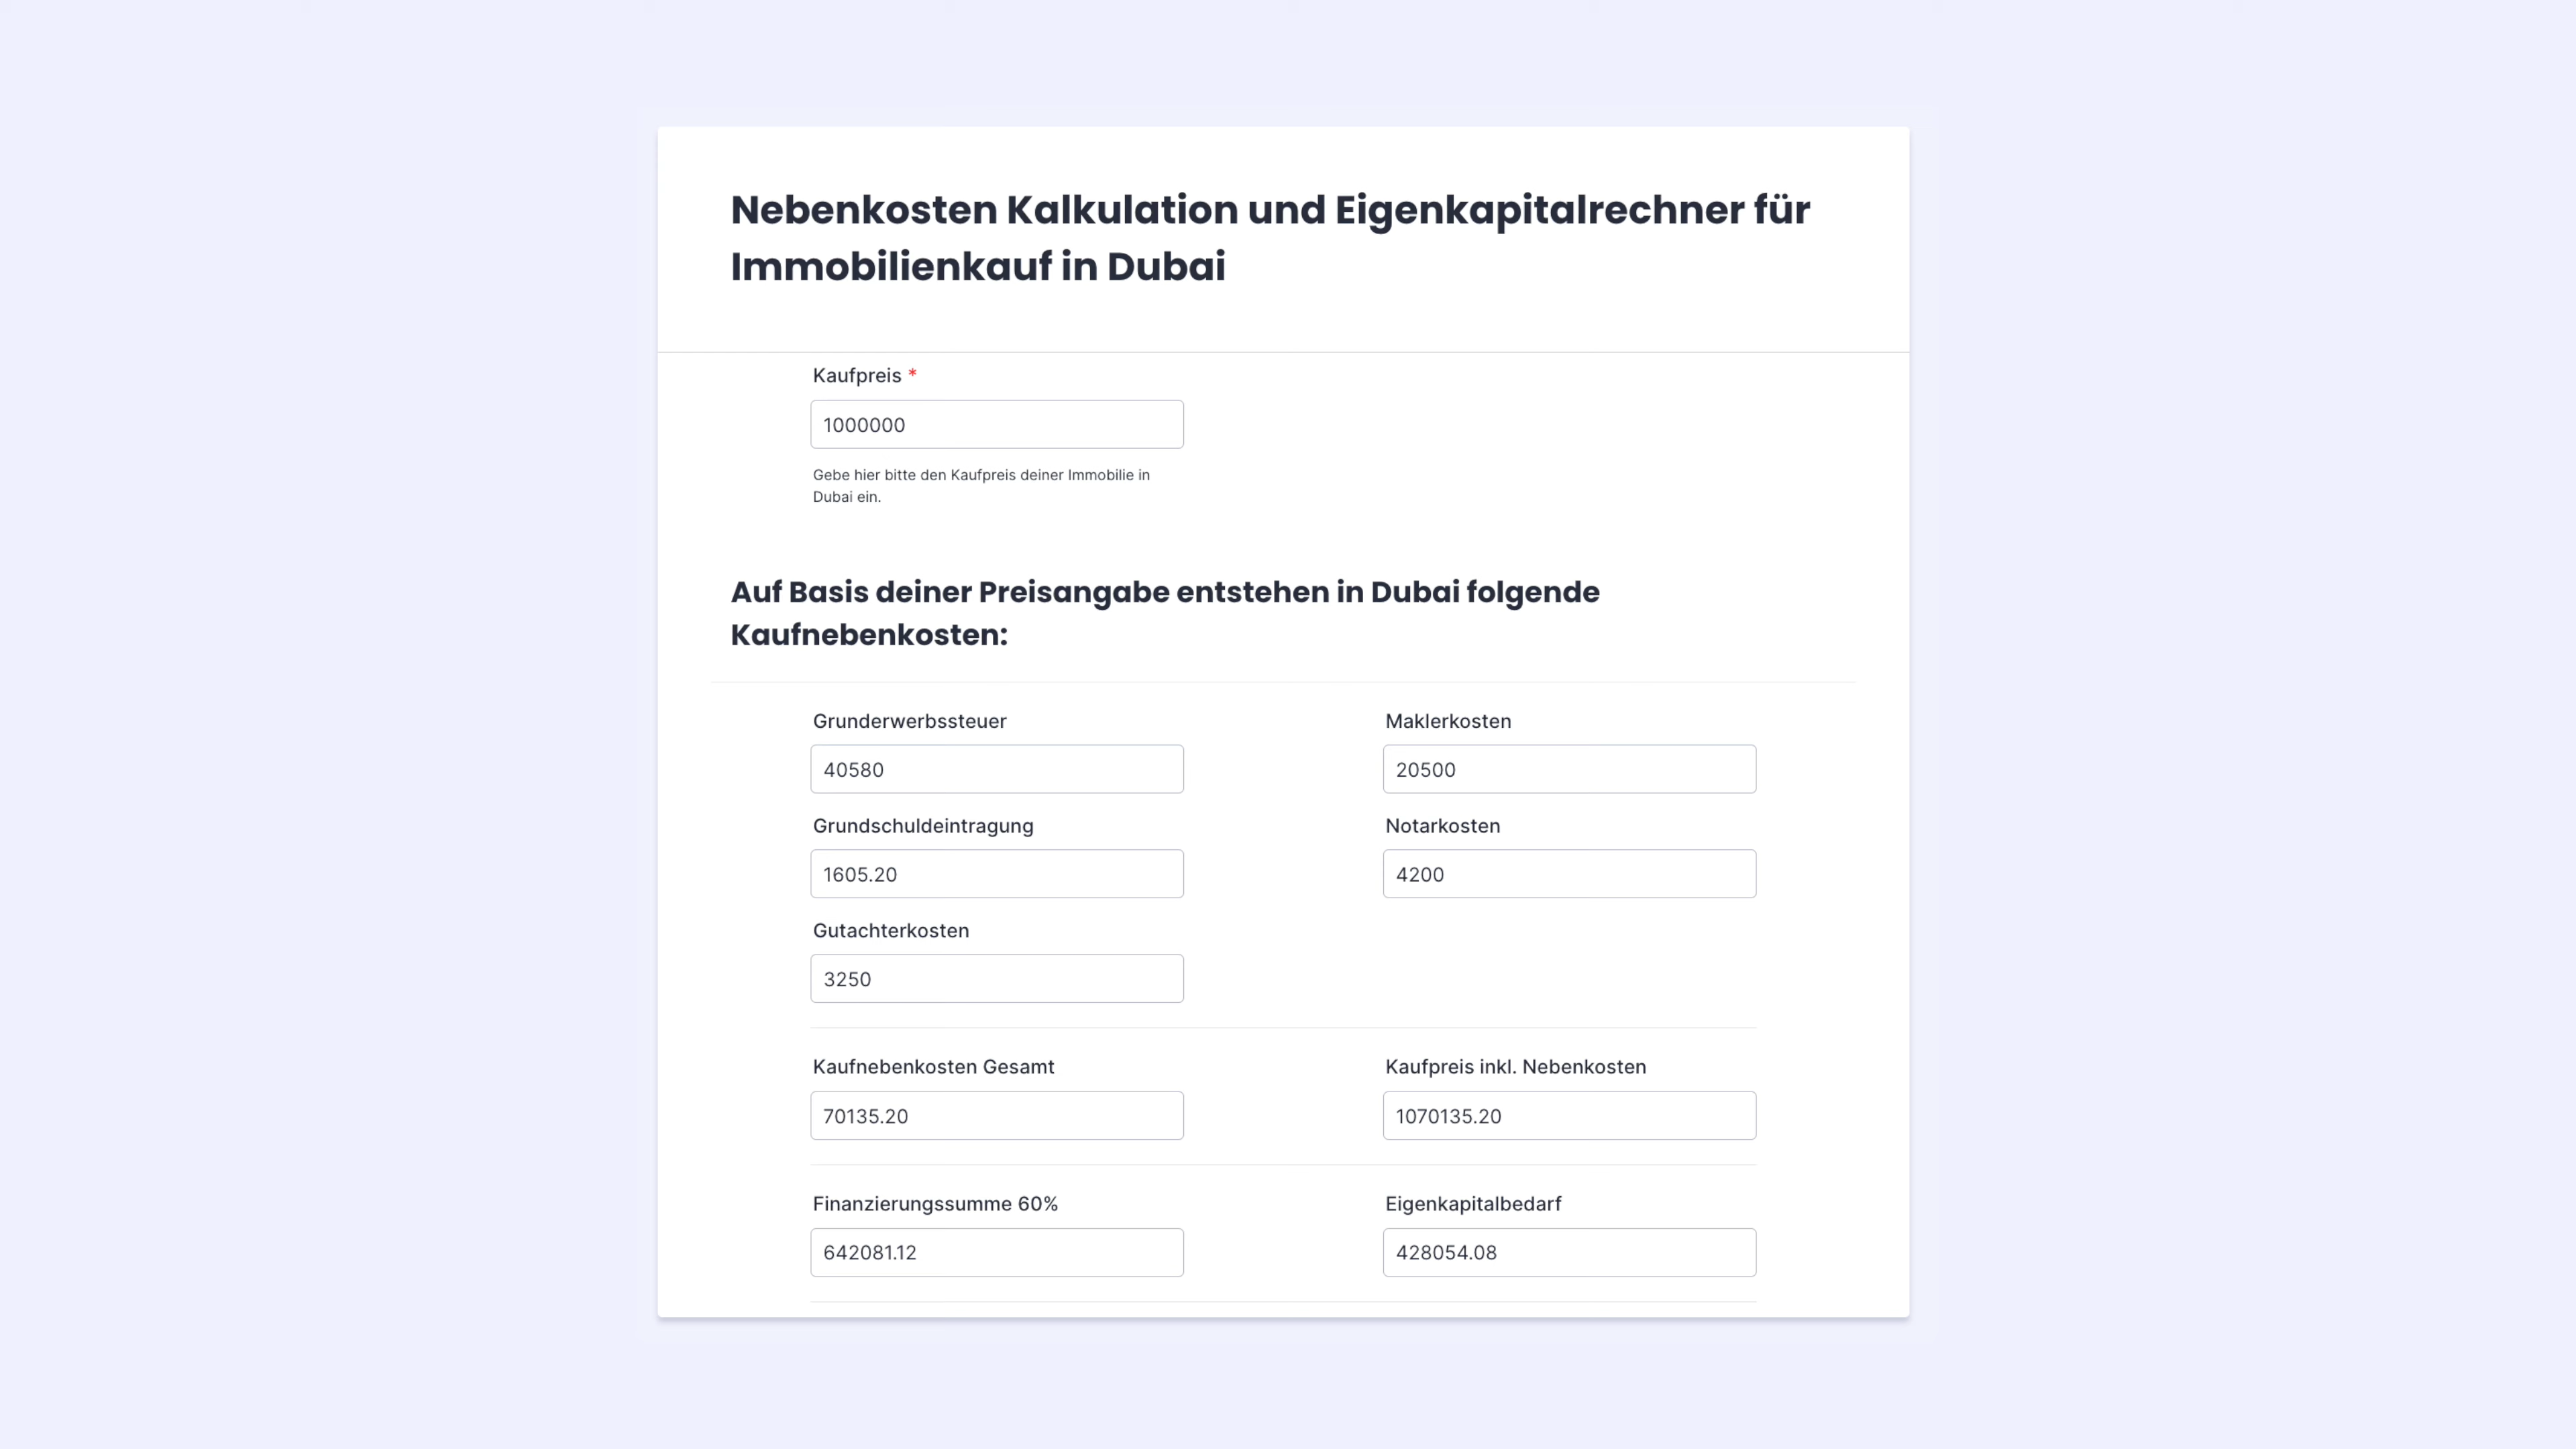 Nebenkosten Kalkulation und Eigenkapitalrechner für
Immobilienkauf in Dubai
Kaufpreis *
1000000
Gebe hier bitte den Kaufpreis deiner Immobilie in
Dubai ein.
Auf Basis deiner Preisangabe entstehen in Dubai folgende
Kaufnebenkosten:
Grunderwerbssteuer
40580
Maklerkosten
20500
Grundschuldeintragung
1605.20
Notarkosten
4200
Gutachterkosten
3250
Kaufnebenkosten Gesamt
70135.20
Kaufpreis inkl. Nebenkosten
1070135.20
Finanzierungssumme 60%
642081.12
Eigenkapitalbedarf
428054.08